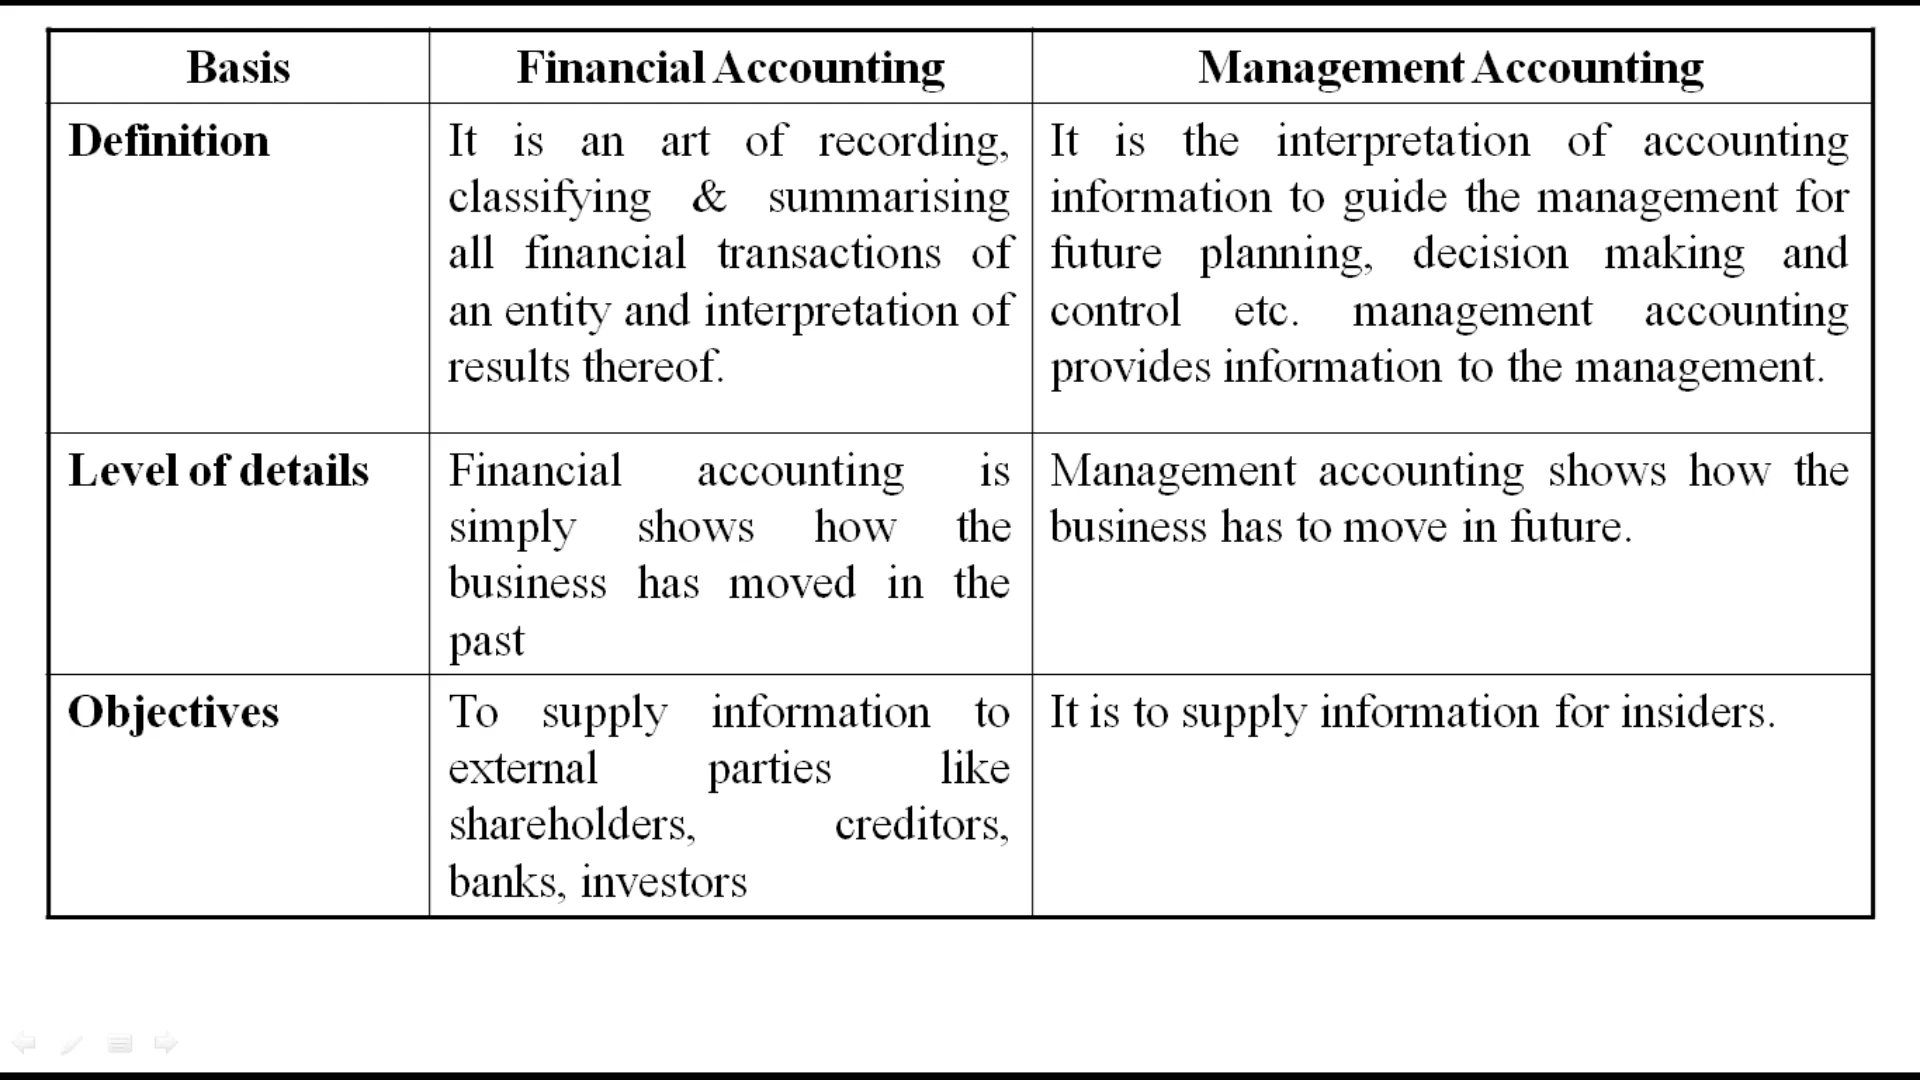 Basis
Financial Accounting
Management Accounting
Definition
It is an art of recording,
classifying & summarising
all financial transactions of
an entity and interpretation of
results thereof.
It is the interpretation of accounting
information to guide the management for
future planning, decision making and
control etc. management accounting
provides information to the management.
Level of details
Financial accounting is
simply shows how the
business has moved in the
past
Management accounting shows how the
business has to move in future.
Objectives
To supply information to
external parties like
shareholders, creditors,
banks, investors
It is to supply information for insiders.